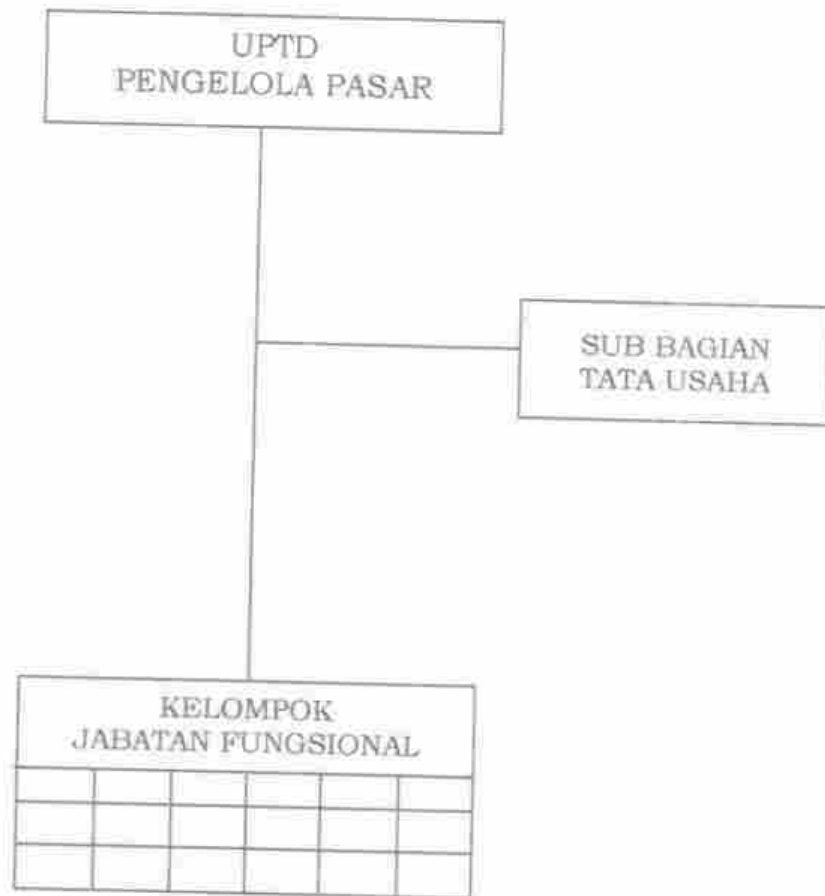 UPTD
PENGELOLA PASAR
SUB BAGIAN
TATA USAHA
KELOMPOK
JABATAN FUNGSIONAL